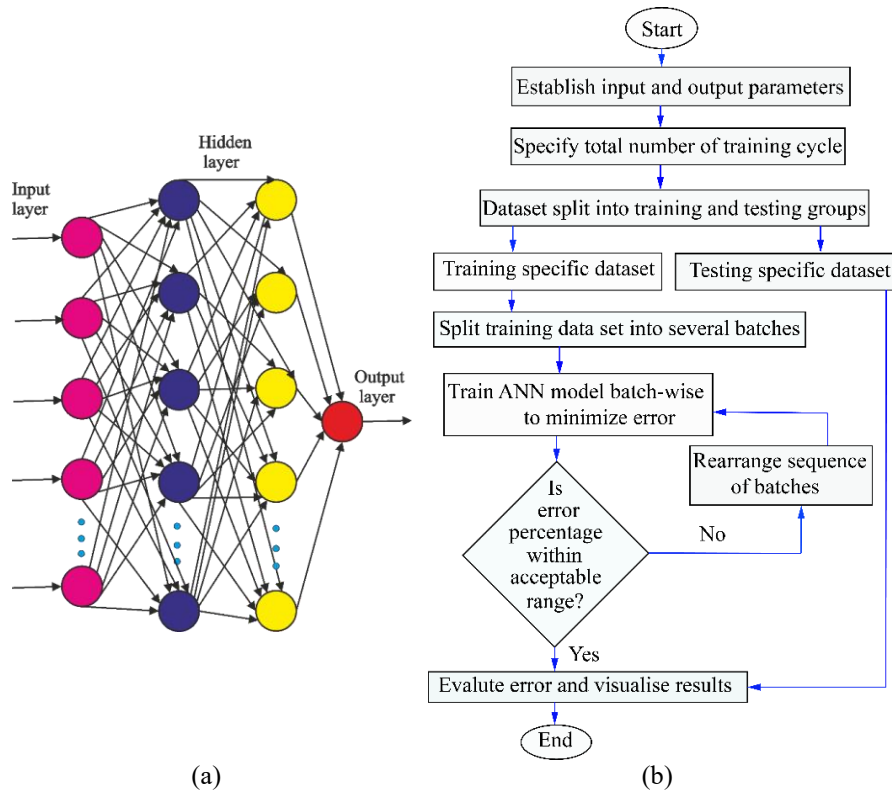 Input
layer
Hidden
layer
Output
layer
(a)
Start
Establish input and output parameters
Specify total number of training cycle
Dataset split into training and testing groups
Training specific dataset
Testing specific dataset
Split training data set into several batches
Train ANN model batch-wise
to minimize error
Rearrange sequence
of batches
Is
error
percentage
within
acceptable
range?
No
Yes
Evalute error and visualise results
End
(b)